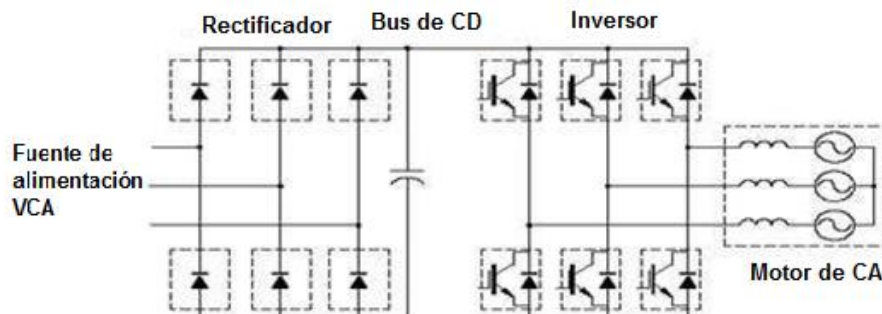 Rectificador
Bus de CD
Inversor
Fuente de
alimentación
VCA
Motor de CA